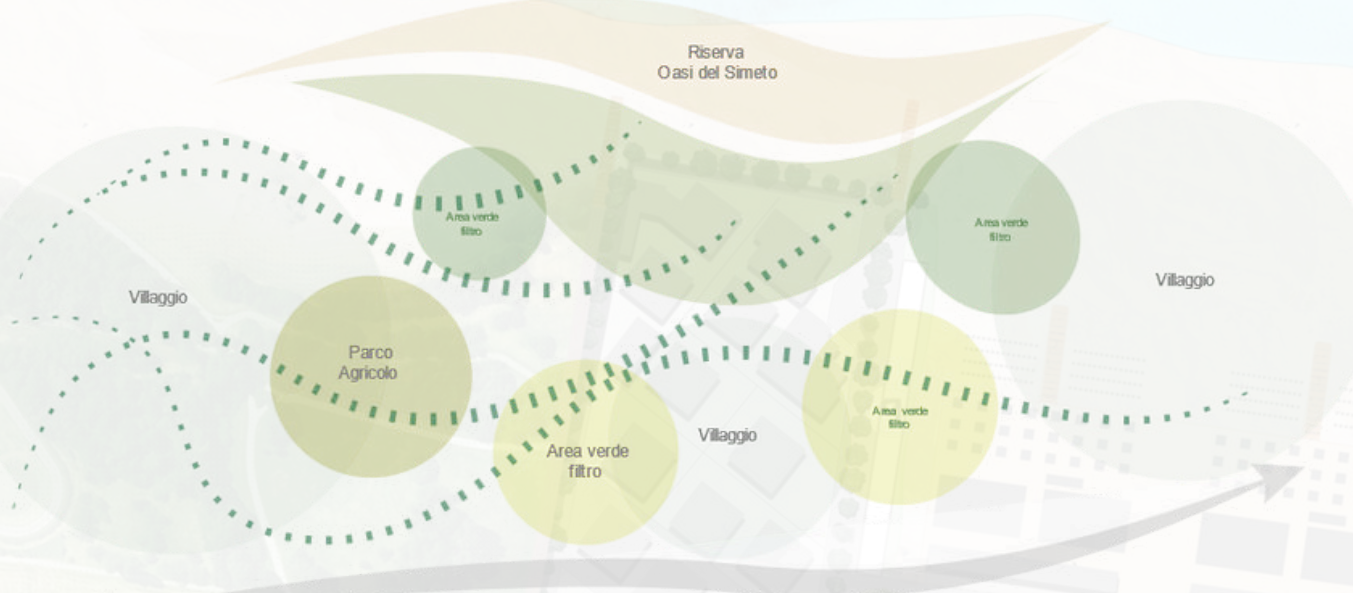 Riserva
Oasi del Simeto
Area verde
filtro
Area verde
filtro
Villaggio
Villaggio
Parco
Agricolo
Area verde
filtro
Villaggio
Area verde
filtro